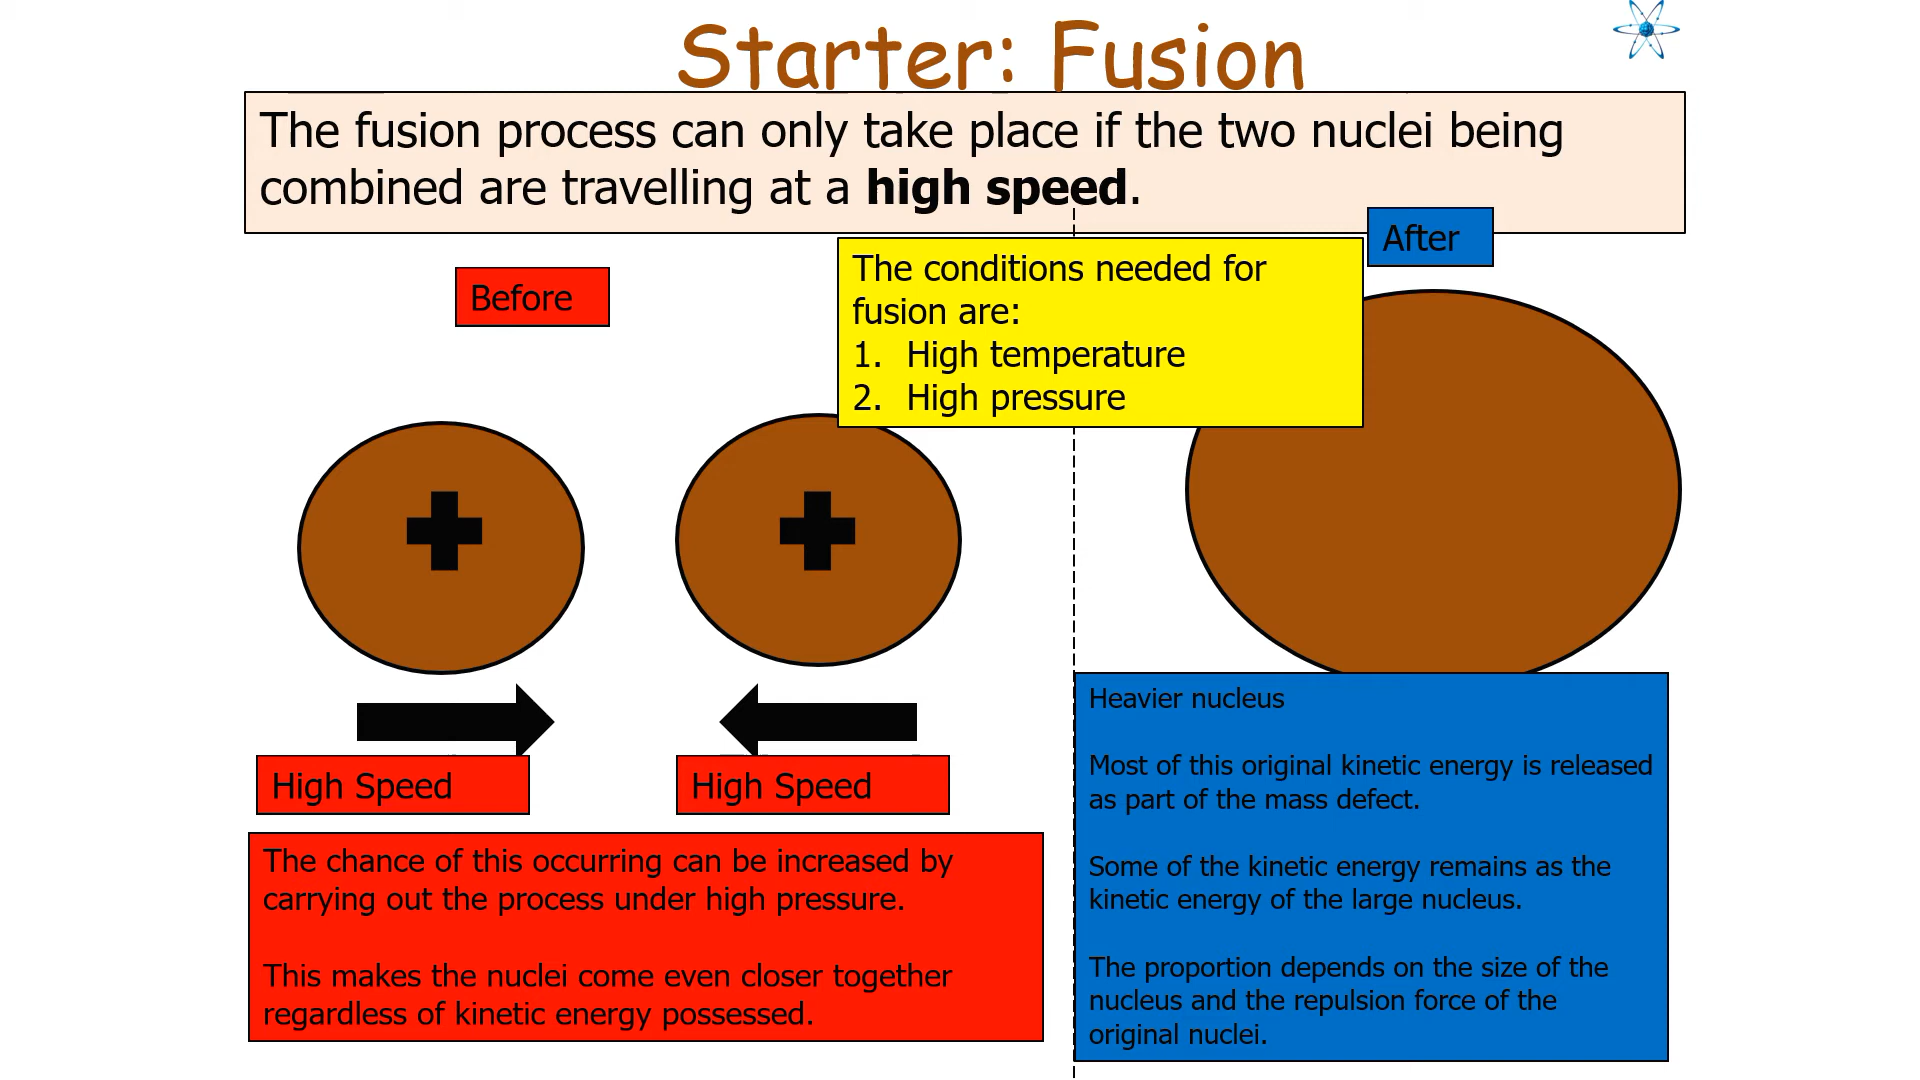 Starter: Fusion
The fusion process can only take place if the two nuclei being
combined are travelling at a high speed.
After
The conditions needed for
fusion are:
1. High temperature
2. High pressure
Before
High Speed
High Speed
The chance of this occurring can be increased by
carrying out the process under high pressure.
This makes the nuclei come even closer together
regardless of kinetic energy possessed.
Heavier nucleus
Most of this original kinetic energy is released
as part of the mass defect.
Some of the kinetic energy remains as the
kinetic energy of the large nucleus.
The proportion depends on the size of the
nucleus and the repulsion force of the
original nuclei.